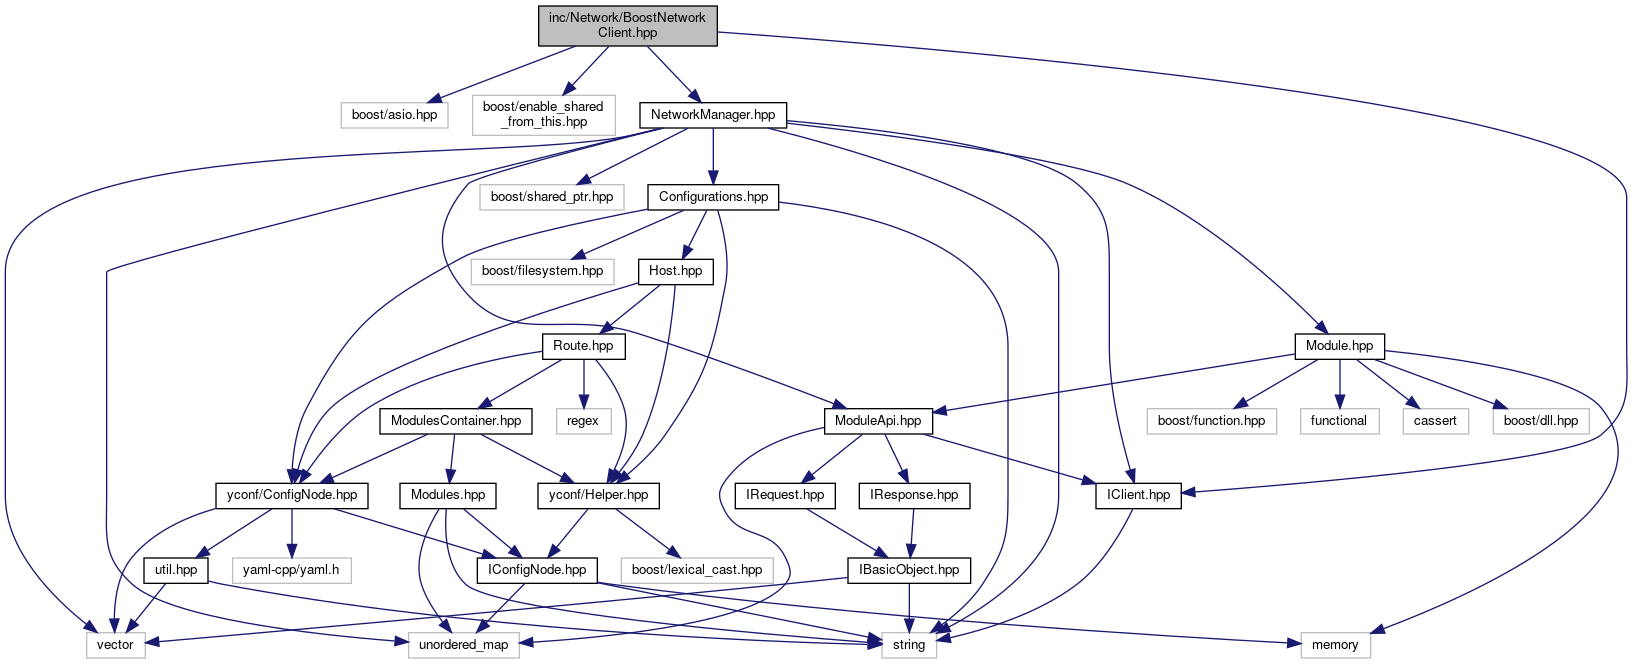 inc/Network/BoostNetwork
Client.hpp
boost/asio.hpp
boost/enable_shared
_from_this.hpp
NetworkManager.hpp
boost/shared_ptr.hpp
Configurations.hpp
boost/filesystem.hpp
Host.hpp
Route.hpp
Module.hpp
ModulesContainer.hpp
regex
ModuleApi.hpp
boost/function.hpp
functional
cassert
boost/dll.hpp
yconf/ConfigNode.hpp
Modules.hpp
yconf/Helper.hpp
IRequest.hpp
IResponse.hpp
IClient.hpp
util.hpp
yaml-cpp/yaml.h
IConfigNode.hpp
boost/lexical_cast.hpp
IBasicObject.hpp
vector
unordered_map
string
memory